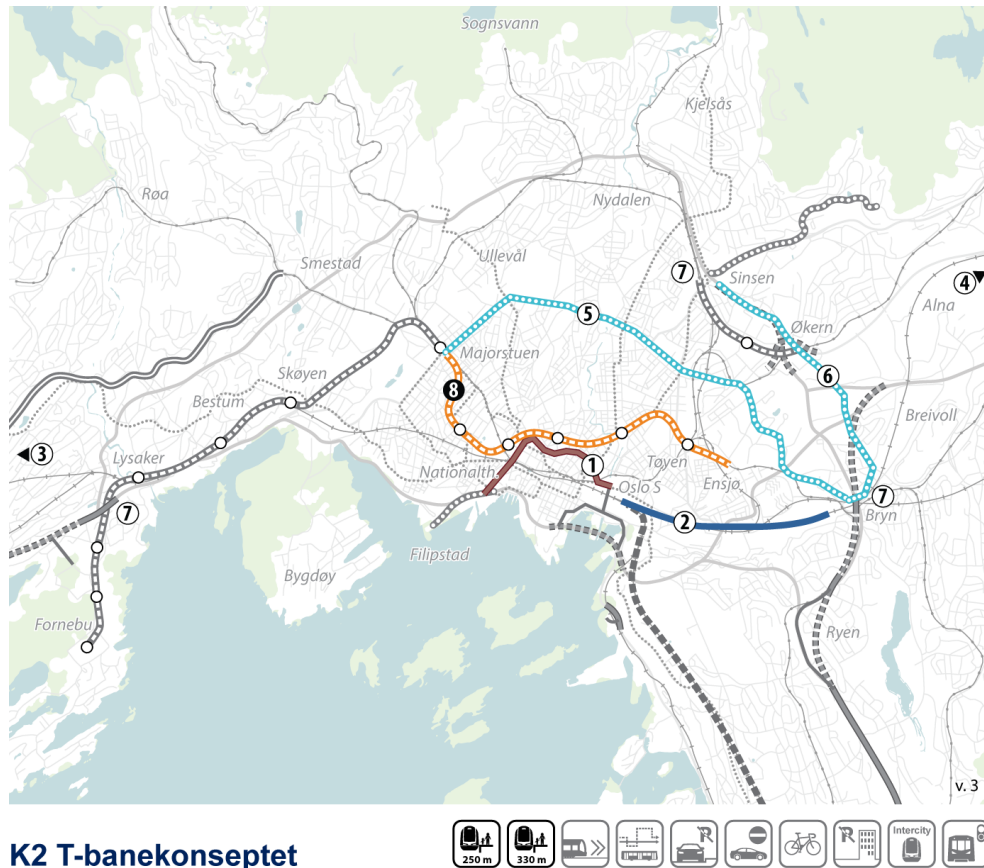 Sognsvann
Kjelsås
Røa
Nydalen
Smestad
Ullevål
7
Sinsen
4
Alna
5
Økern
Majorstuen
Skøyen
6
8
Bestum
Breivoll
3
Lysaker
Nationalth.
1
Tøyen
Oslo S
Ensjø
7
7
2
Bryn
Filipstad
Bygdøy
Fornebu
Ryen
v. 3
K2 T-banekonseptet
250 m
330 m
Intercity